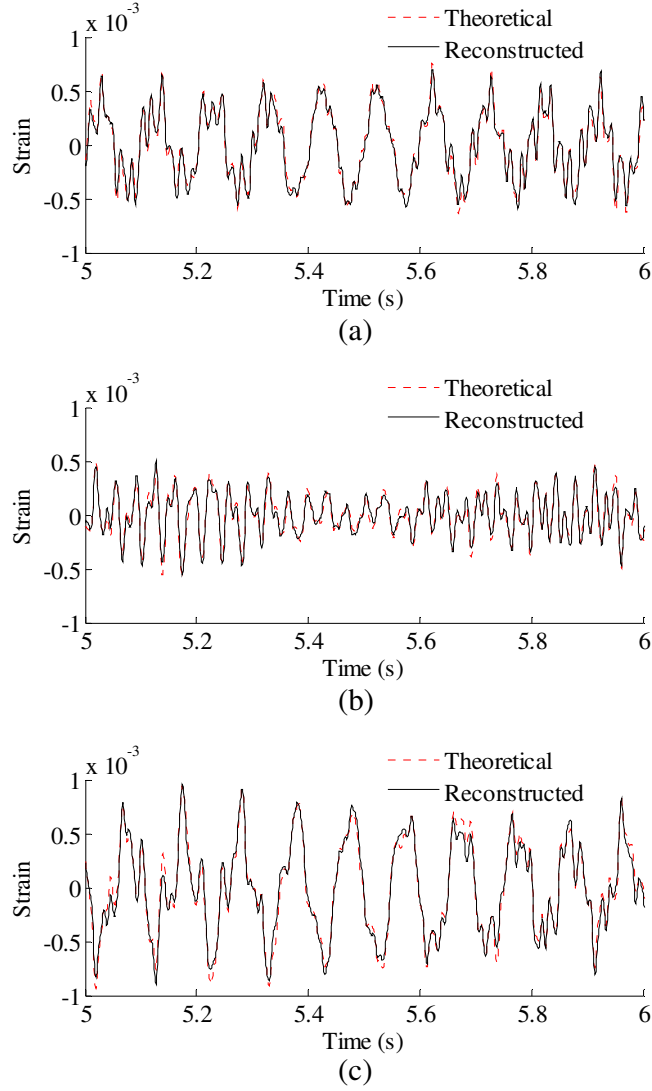 x 10-3
Theoretical
Reconstructed
1
0.5
0
-0.5
-1
Strain
5 5.2 5.4 5.6 5.8 6
Time (s)
(a)
x 10-3
Theoretical
Reconstructed
1
0.5
0
-0.5
-1
Strain
5 5.2 5.4 5.6 5.8 6
Time (s)
(b)
x 10-3
Theoretical
Reconstructed
1
0.5
0
-0.5
-1
Strain
5 5.2 5.4 5.6 5.8 6
Time (s)
(c)